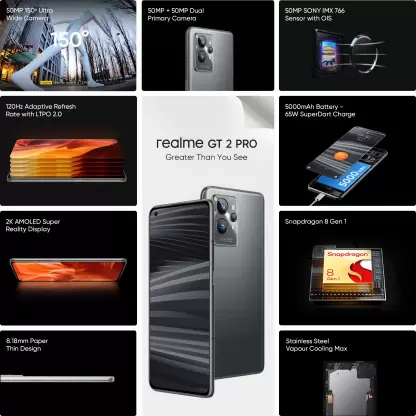 50MP 150° Ultra
Wide Camera
150°
50MP + 50MP Dual
Primary Camera
50MP SONY IMX 766
Sensor with OIS
120Hz Adaptive Refresh
Rate with LTPO 2.0
realme GT 2 PRO
Greater Than You See
5000mAh Battery -
65W SuperDart Charge
5000
2K AMOLED Super
Reality Display
Snapdragon 8 Gen 1
Snapdragon
8
Gen 1
8.18mm Paper
Thin Design
Stainless Steel
Vapour Cooling Max